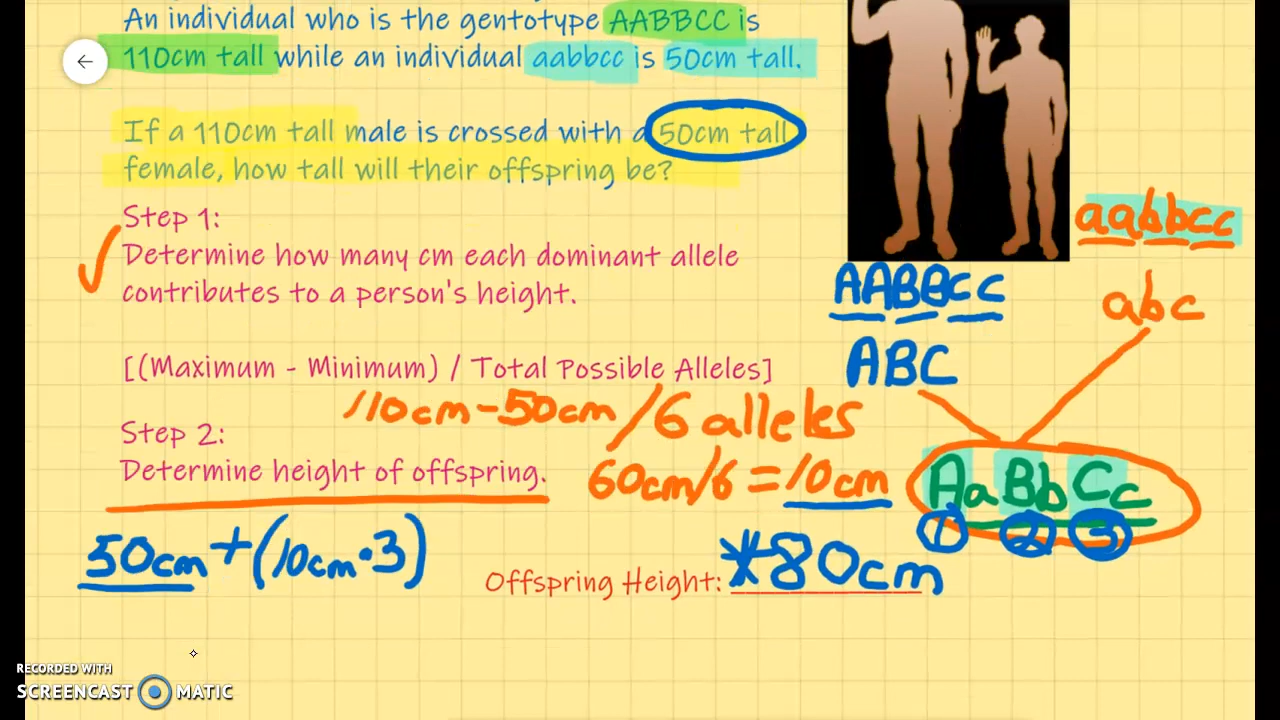 An individual who is the gentotype AABBCC is
110cm tall while an individual aabbcc is 50cm tall.
If a 110cm tall male is crossed with a 50cm tall
female, how tall will their offspring be?
Step 1:
Determine how many cm each dominant allele
contributes to a person's height.
[(Maximum - Minimum) / Total Possible Alleles]
110cm-50cm/6 alleles
Step 2:
Determine height of offspring.
60cm/6=10cm
50cm+(10cm·3)
Offspring Height: *80cm
aabbcc
AABBCC
abc
ABC
AaBbCc
1 2 3
RECORDED WITH
SCREENCAST MATIC